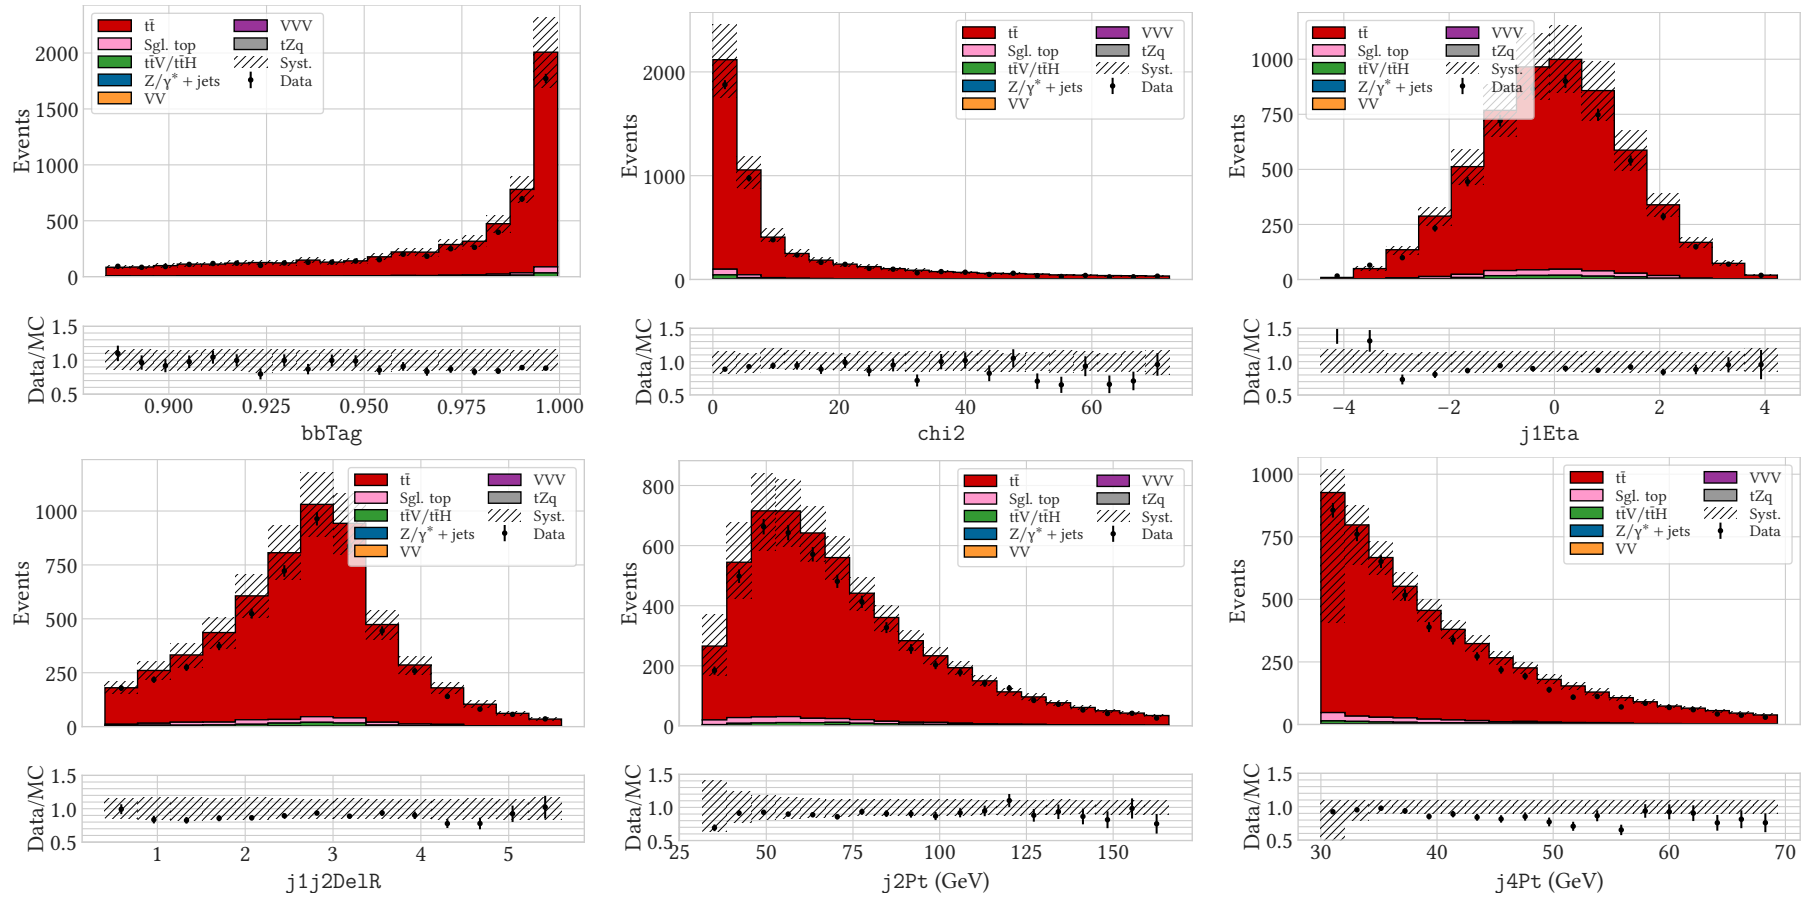 tt̄
Sgl. top
tt̄V/tt̄H
Z/γ* + jets
VV
VVV
tZq
Syst.
Data
Events
2000
1500
1000
500
0
Data/MC
1.5
1.0
0.5
0.900 0.925 0.950 0.975 1.000
bbTag
tt̄
Sgl. top
tt̄V/tt̄H
Z/γ* + jets
VV
VVV
tZq
Syst.
Data
Events
2000
1000
0
Data/MC
1.5
1.0
0.5
0 20 40 60
chi2
tt̄
Sgl. top
tt̄V/tt̄H
Z/γ* + jets
VV
VVV
tZq
Syst.
Data
Events
1000
750
500
250
0
Data/MC
1.5
1.0
0.5
−4 −2 0 2 4
j1Eta
tt̄
Sgl. top
tt̄V/tt̄H
Z/γ* + jets
VV
VVV
tZq
Syst.
Data
Events
1000
750
500
250
0
Data/MC
1.5
1.0
0.5
1 2 3 4 5
j1j2DelR
tt̄
Sgl. top
tt̄V/tt̄H
Z/γ* + jets
VV
VVV
tZq
Syst.
Data
Events
800
600
400
200
0
Data/MC
1.5
1.0
0.5
25 50 75 100 125 150
j2Pt (GeV)
tt̄
Sgl. top
tt̄V/tt̄H
Z/γ* + jets
VV
VVV
tZq
Syst.
Data
Events
1000
750
500
250
0
Data/MC
1.5
1.0
0.5
30 40 50 60 70
j4Pt (GeV)